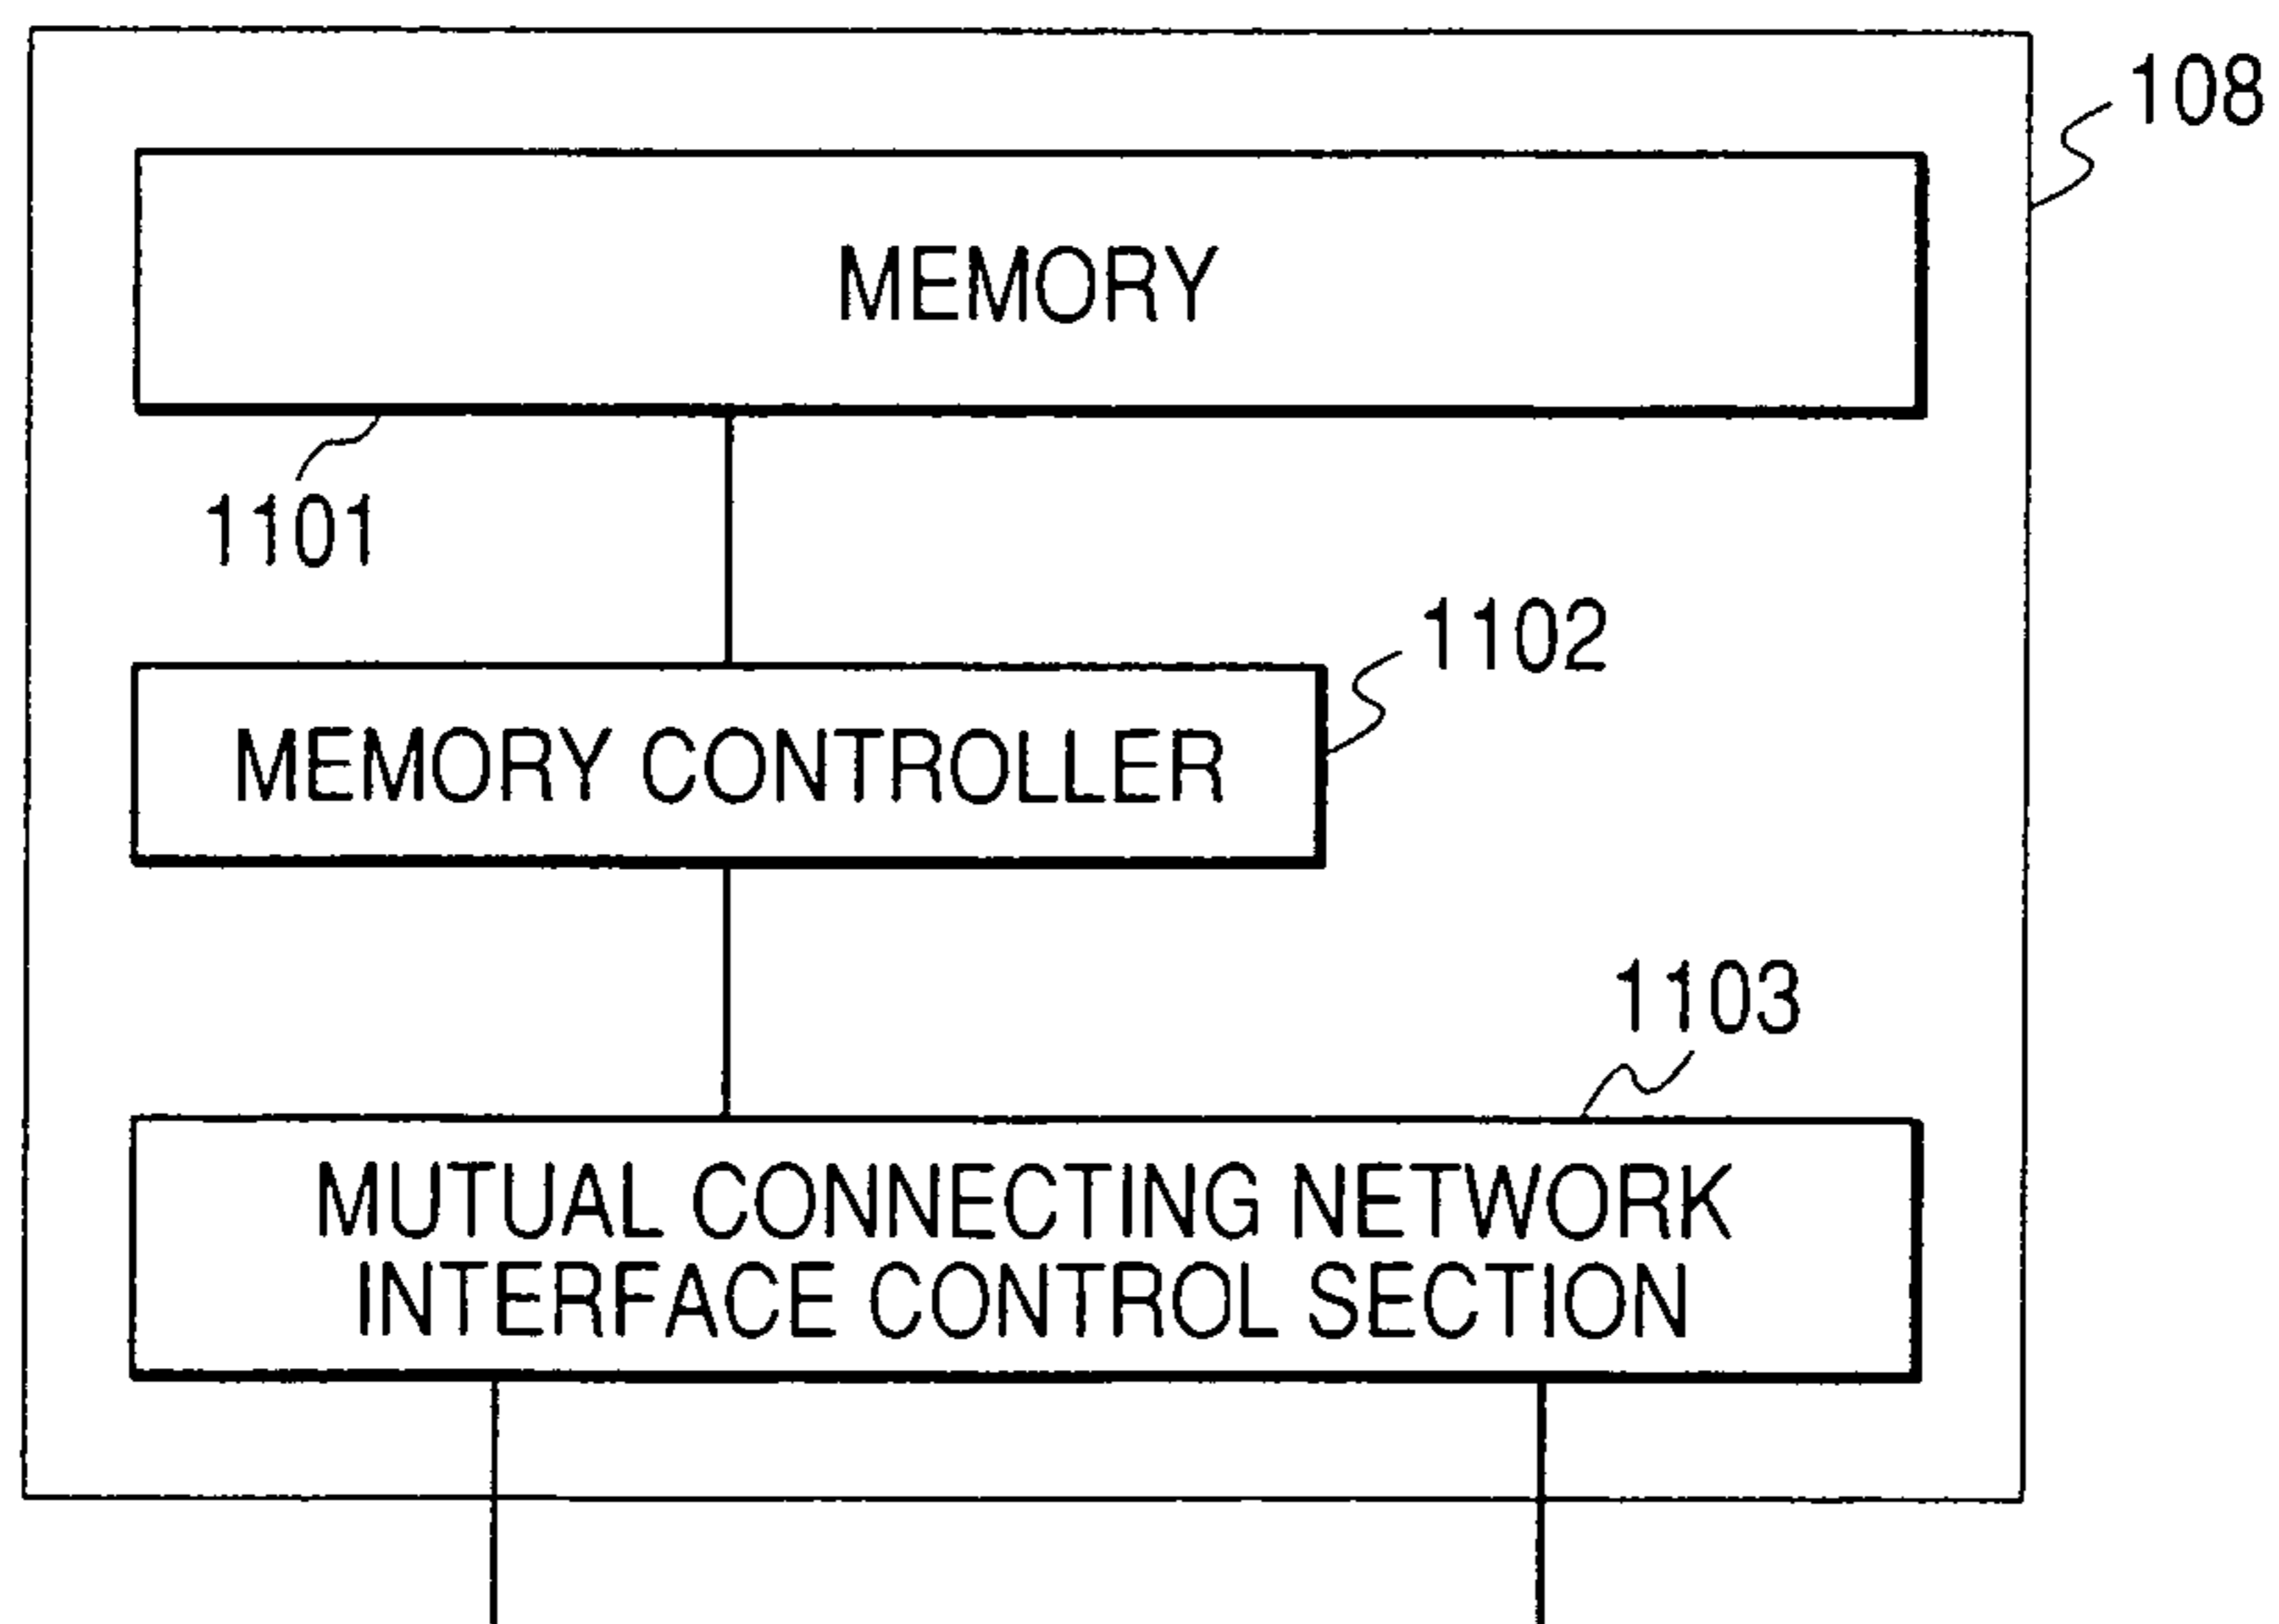 108
MEMORY
1101
1102
MEMORY CONTROLLER
1103
MUTUAL CONNECTING NETWORK
INTERFACE CONTROL SECTION